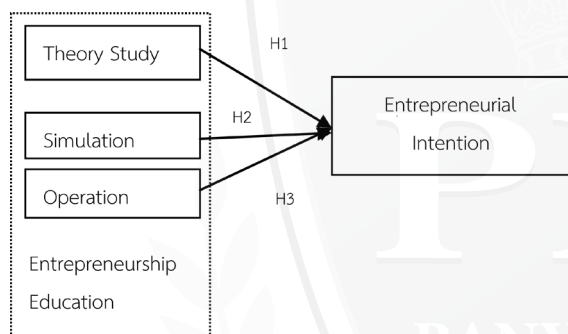 Theory Study
H1
Entrepreneurial
Intention
H2
Simulation
Operation
H3
Entrepreneurship
Education